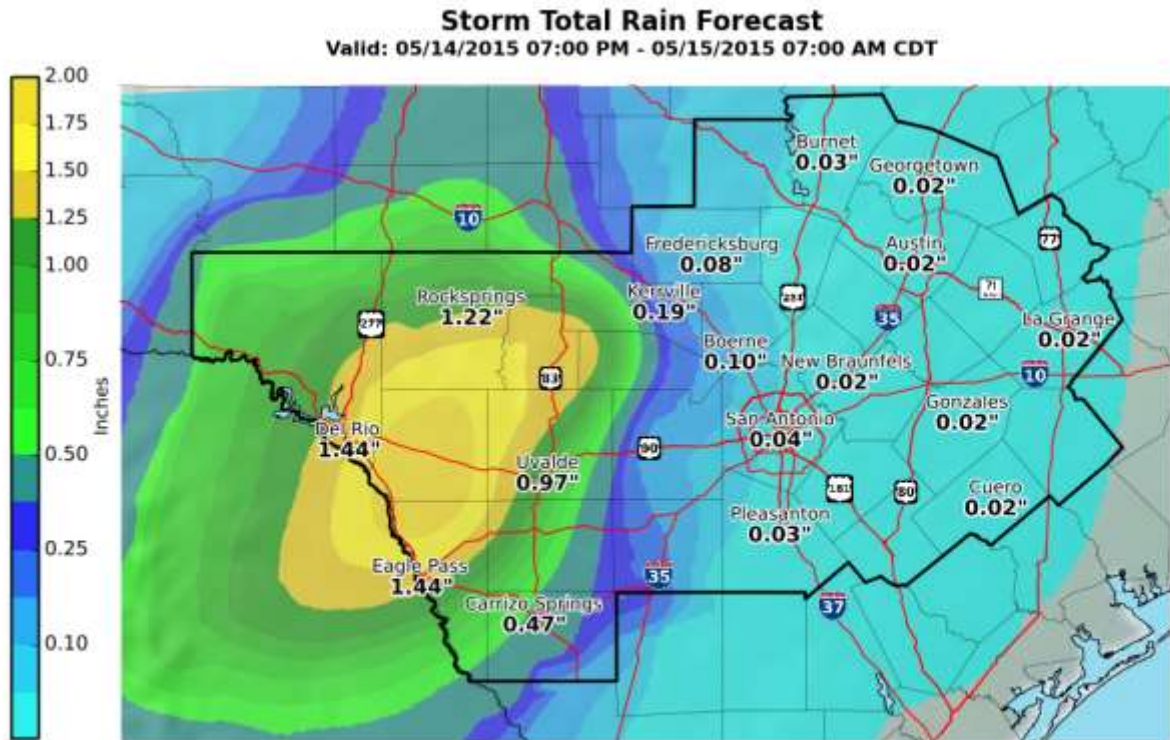 Storm Total Rain Forecast
Valid: 05/14/2015 07:00 PM - 05/15/2015 07:00 AM CDT
2.00
1.75
1.50
1.25
1.00
0.75
0.50
0.25
0.10
Inches
Burnet
0.03"
Georgetown
0.02"
10
77
Fredericksburg
0.08"
Austin
0.02"
Rocksprings
1.22"
Kerrville
0.19"
281
71
277
35
La Grange
0.02"
Boerne
0.10"
New Braunfels
0.02"
83
10
Gonzales
0.02"
Del Rio
1.44"
San Antonio
0.04"
90
Uvalde
0.97"
181
80
Cuero
0.02"
Pleasanton
0.03"
Eagle Pass
1.44"
35
Carrizo Springs
0.47"
37